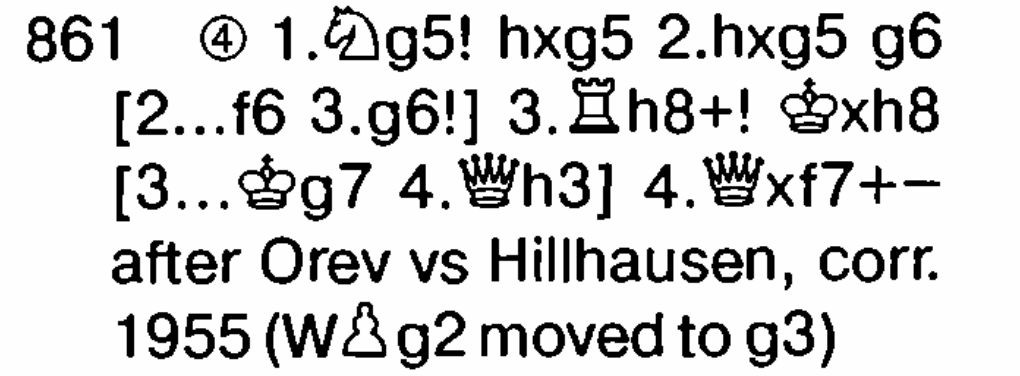 861 ④ 1.♘g5! hxg5 2.hxg5 g6
[2...f6 3.g6!] 3.♖h8+! ♔xh8
[3...♔g7 4.♕h3] 4.♕xf7+−
after Orev vs Hillhausen, corr.
1955 (W♙g2 moved to g3)